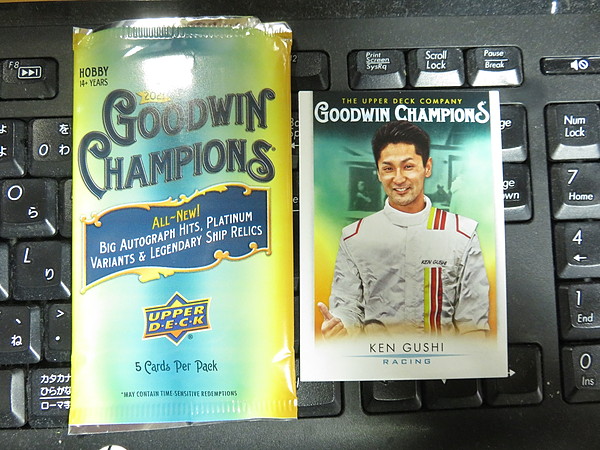 HOBBY
14+ YEARS
2021
GOODWIN
CHAMPIONS
ALL-NEW!
BIG AUTOGRAPH HITS, PLATINUM
VARIANTS & LEGENDARY SHIP RELICS
UPPER
D·E·C·K
5 CARDS PER PACK
*MAY CONTAIN TIME-SENSITIVE REDEMPTIONS
THE UPPER DECK COMPANY
GOODWIN CHAMPIONS
KEN GUSHI
KEN GUSHI
RACING
F8
Print
Screen
SysRq
Scroll
Lock
Pause
Break
Num
Lock
7
Home
4
1
End
0
Ins
を
0 わ
O ら
L り
ね
カタカナ
ひらがな
ローマ字